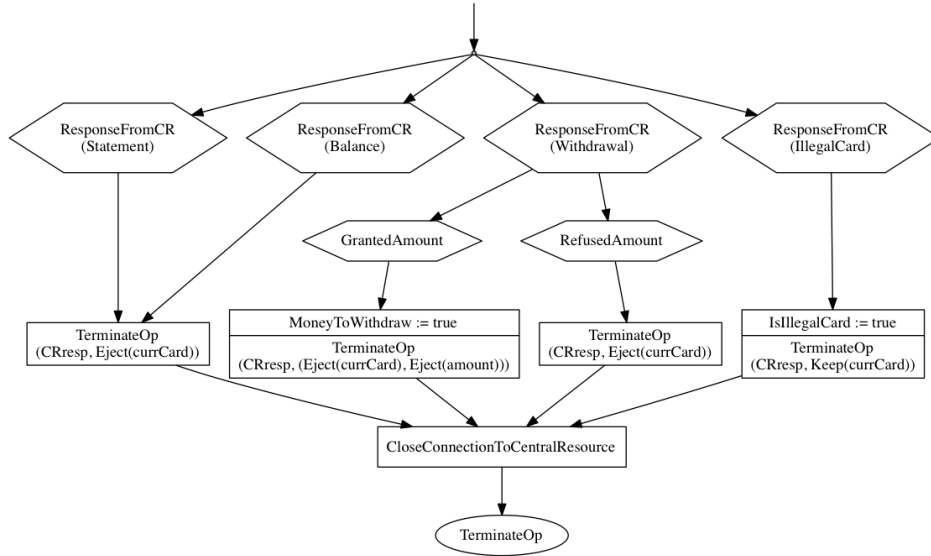 ResponseFromCR
(Statement)
ResponseFromCR
(Balance)
ResponseFromCR
(Withdrawal)
ResponseFromCR
(IllegalCard)
GrantedAmount
RefusedAmount
TerminateOp
(CRresp, Eject(currCard))
MoneyToWithdraw := true
TerminateOp
(CRresp, (Eject(currCard), Eject(amount)))
TerminateOp
(CRresp, Eject(currCard))
IsIllegalCard := true
TerminateOp
(CRresp, Keep(currCard))
CloseConnectionToCentralResource
TerminateOp